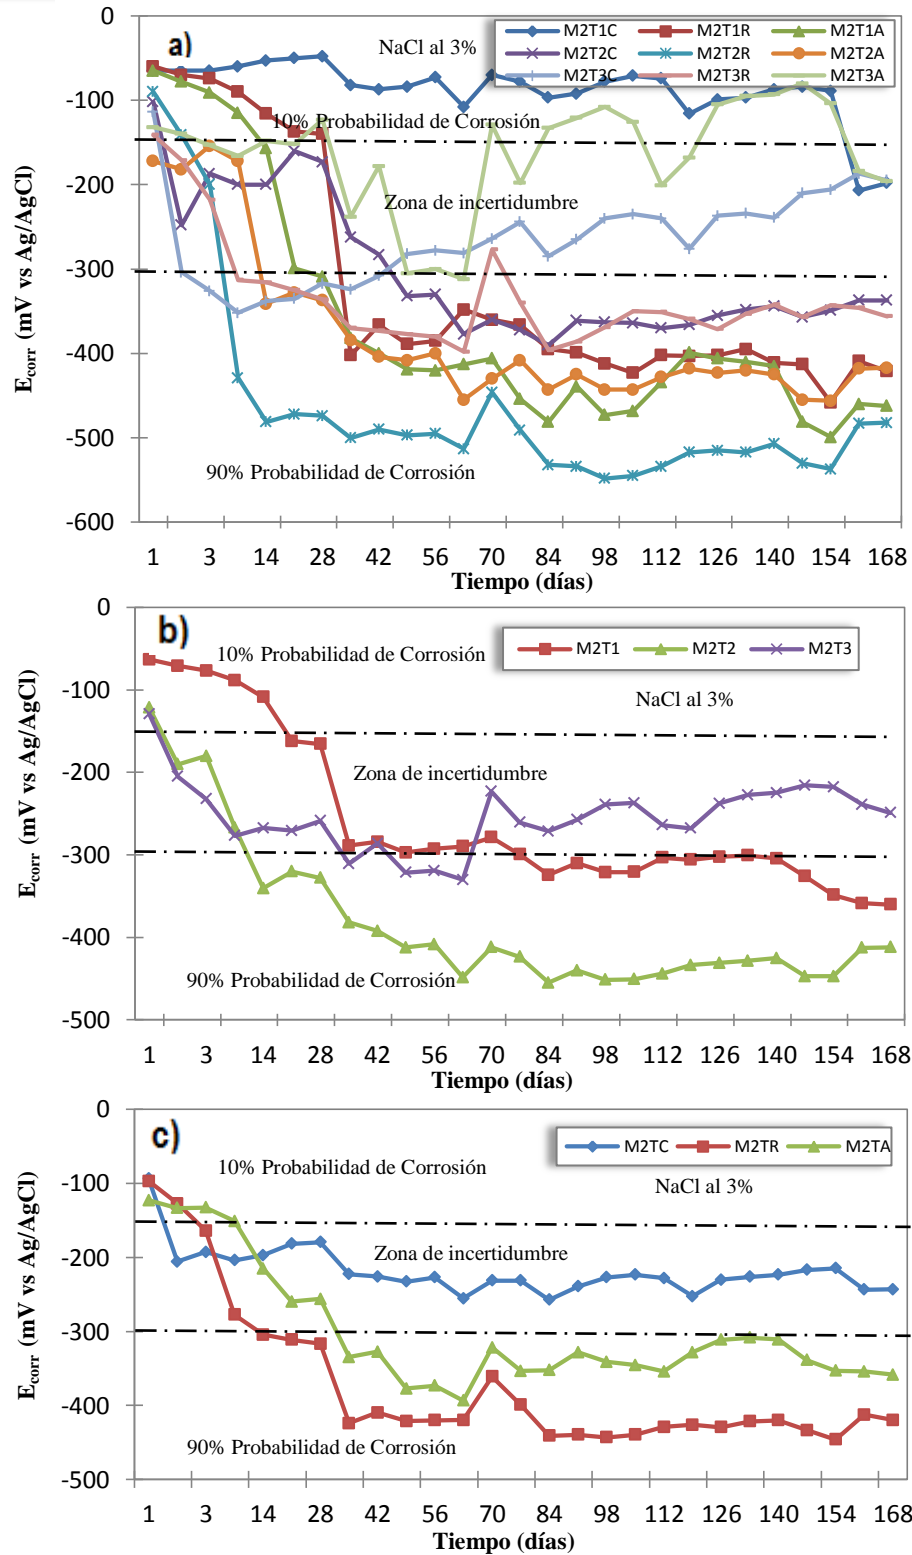 a)
NaCl al 3%
M2T1C M2T1R M2T1A
M2T2C M2T2R M2T2A
M2T3C M2T3R M2T3A
10% Probabilidad de Corrosión
Zona de incertidumbre
90% Probabilidad de Corrosión
0
-100
-200
-300
-400
-500
-600
Ecorr (mV vs Ag/AgCl)
1 3 14 28 42 56 70 84 98 112 126 140 154 168
Tiempo (días)
b)
10% Probabilidad de Corrosión
M2T1 M2T2 M2T3
NaCl al 3%
Zona de incertidumbre
90% Probabilidad de Corrosión
0
-100
-200
-300
-400
-500
Ecorr (mV vs Ag/AgCl)
1 3 14 28 42 56 70 84 98 112 126 140 154 168
Tiempo (días)
c)
M2TC M2TR M2TA
10% Probabilidad de Corrosión
NaCl al 3%
Zona de incertidumbre
90% Probabilidad de Corrosión
0
-100
-200
-300
-400
-500
Ecorr (mV vs Ag/AgCl)
1 3 14 28 42 56 70 84 98 112 126 140 154 168
Tiempo (días)